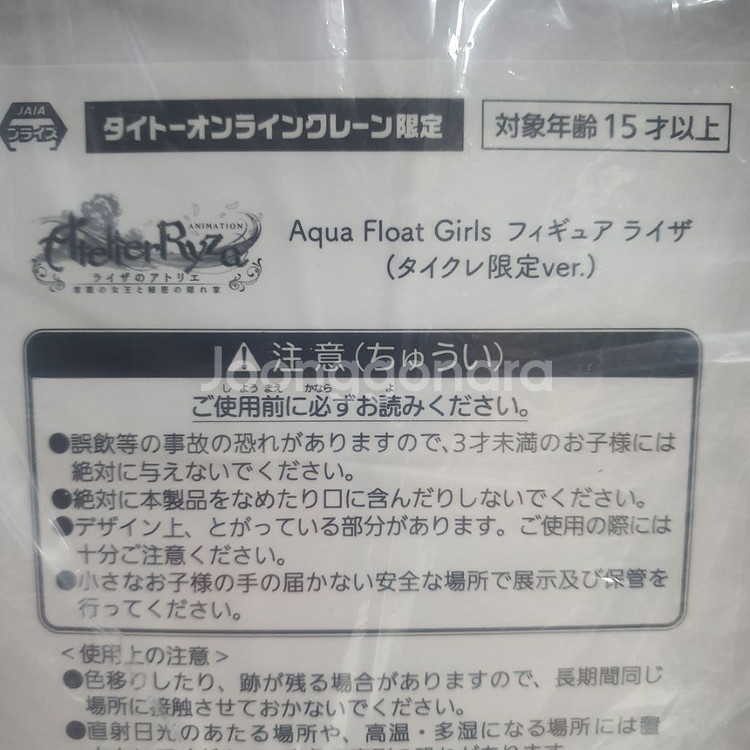 JAIA
プライズ
タイトーオンラインクレーン限定
対象年齢15才以上
ANIMATION
Atelier Ryza
ライザのアトリエ
常闇の女王と秘密の隠れ家
Aqua Float Girls フィギュア ライザ
(タイクレ限定ver.)
注意(ちゅうい)
Joonggonara
しようまえ かなら よ
ご使用前に必ずお読みください。
●誤飲等の事故の恐れがありますので、3才未満のお子様には
絶対に与えないでください。
●絶対に本製品をなめたり口に含んだりしないでください。
●デザイン上、とがっている部分があります。ご使用の際には
十分ご注意ください。
●小さなお子様の手の届かない安全な場所で展示及び保管を
行ってください。
<使用上の注意>
●色移りしたり、跡が残る場合がありますので、長期間同じ
場所に接触させておかないでください。
●直射日光のあたる場所や、高温・多湿になる場所には置